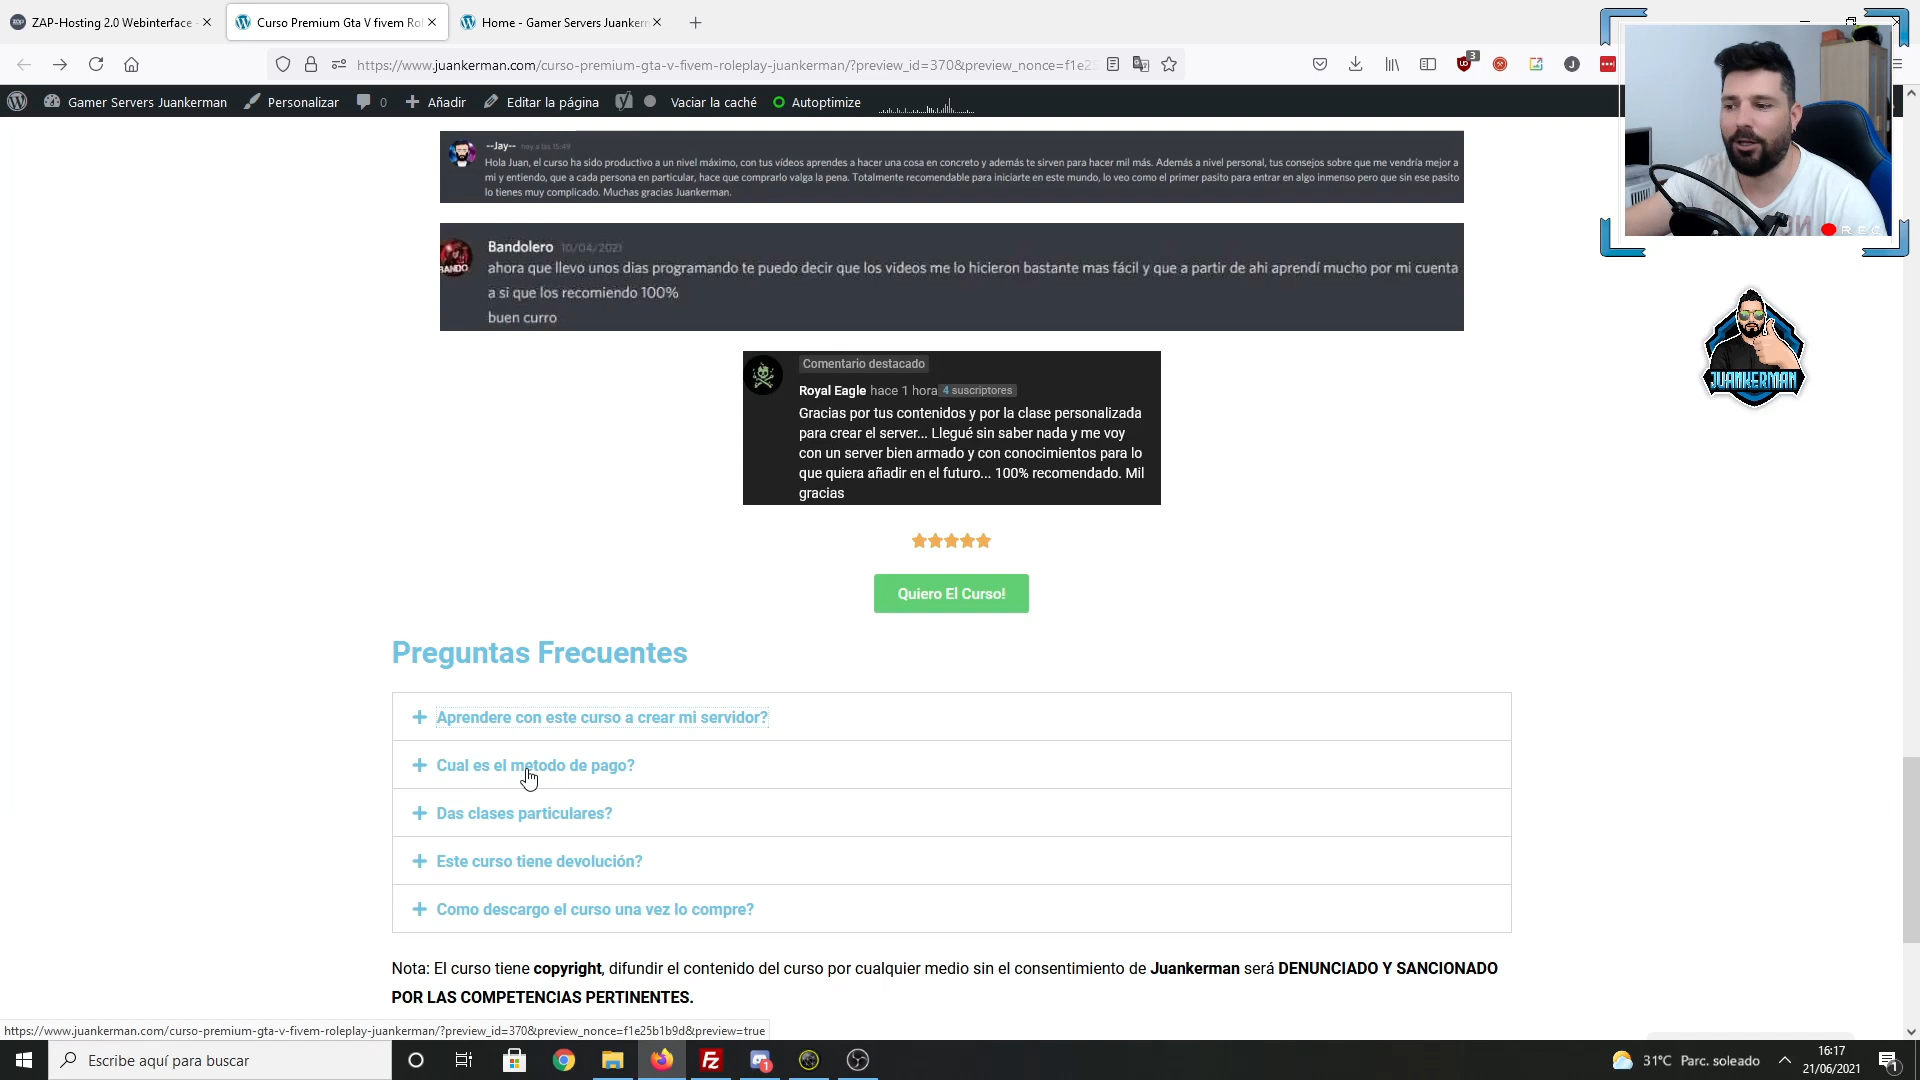 ZAP-Hosting 2.0 Webinterface -
Curso Premium Gta V fivem Rol
Home - Gamer Servers Juankerm
https://www.juankerman.com/curso-premium-gta-v-fivem-roleplay-juankerman/?preview_id=370&preview_nonce=f1e25
3
J
Gamer Servers Juankerman
Personalizar
0
Añadir
Editar la página
Vaciar la caché
Autoptimize
REC
JUANKERMAN
--Jay-- hoy a las 15:49
Hola Juan, el curso ha sido productivo a un nivel máximo, con tus vídeos aprendes a hacer una cosa en concreto y además te sirven para hacer mil más. Además a nivel personal, tus consejos sobre que me vendría mejor a
mi y entiendo, que a cada persona en particular, hace que comprarlo valga la pena. Totalmente recomendable para iniciarte en este mundo, lo veo como el primer pasito para entrar en algo inmenso pero que sin ese pasito
lo tienes muy complicado. Muchas gracias Juankerman.
Bandolero 10/04/2021
ahora que llevo unos dias programando te puedo decir que los videos me lo hicieron bastante mas fácil y que a partir de ahi aprendí mucho por mi cuenta
a si que los recomiendo 100%
buen curro
BANDO
Comentario destacado
Royal Eagle hace 1 hora 4 suscriptores
Gracias por tus contenidos y por la clase personalizada
para crear el server... Llegué sin saber nada y me voy
con un server bien armado y con conocimientos para lo
que quiera añadir en el futuro... 100% recomendado. Mil
gracias
Quiero El Curso!
Preguntas Frecuentes
Aprendere con este curso a crear mi servidor?
Cual es el metodo de pago?
Das clases particulares?
Este curso tiene devolución?
Como descargo el curso una vez lo compre?
Nota: El curso tiene copyright, difundir el contenido del curso por cualquier medio sin el consentimiento de Juankerman será DENUNCIADO Y SANCIONADO
POR LAS COMPETENCIAS PERTINENTES.
https://www.juankerman.com/curso-premium-gta-v-fivem-roleplay-juankerman/?preview_id=370&preview_nonce=f1e25b1b9d&preview=true
Escribe aquí para buscar
1
31°C Parc. soleado
16:17
21/06/2021
1